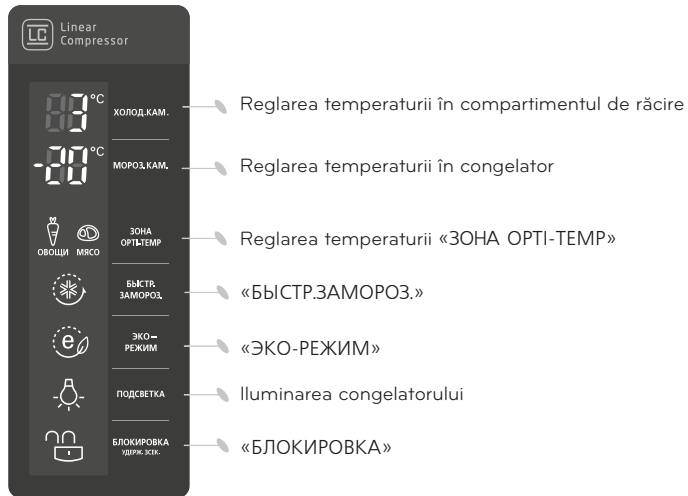 LC Linear
Compressor
3°C
ХОЛОД.КАМ.
Reglarea temperaturii în compartimentul de răcire
-20°C
МОРОЗ.КАМ.
Reglarea temperaturii în congelator
ОВОЩИ МЯСО
ЗОНА
OPTI-TEMP
Reglarea temperaturii «ЗОНА OPTI-TEMP»
БЫСТР.
ЗАМОРОЗ.
«БЫСТР.ЗАМОРОЗ.»
e
ЭКО–
РЕЖИМ
«ЭКО-РЕЖИМ»
ПОДСВЕТКА
Iluminarea congelatorului
БЛОКИРОВКА
УДЕРЖ. 3СЕК.
«БЛОКИРОВКА»